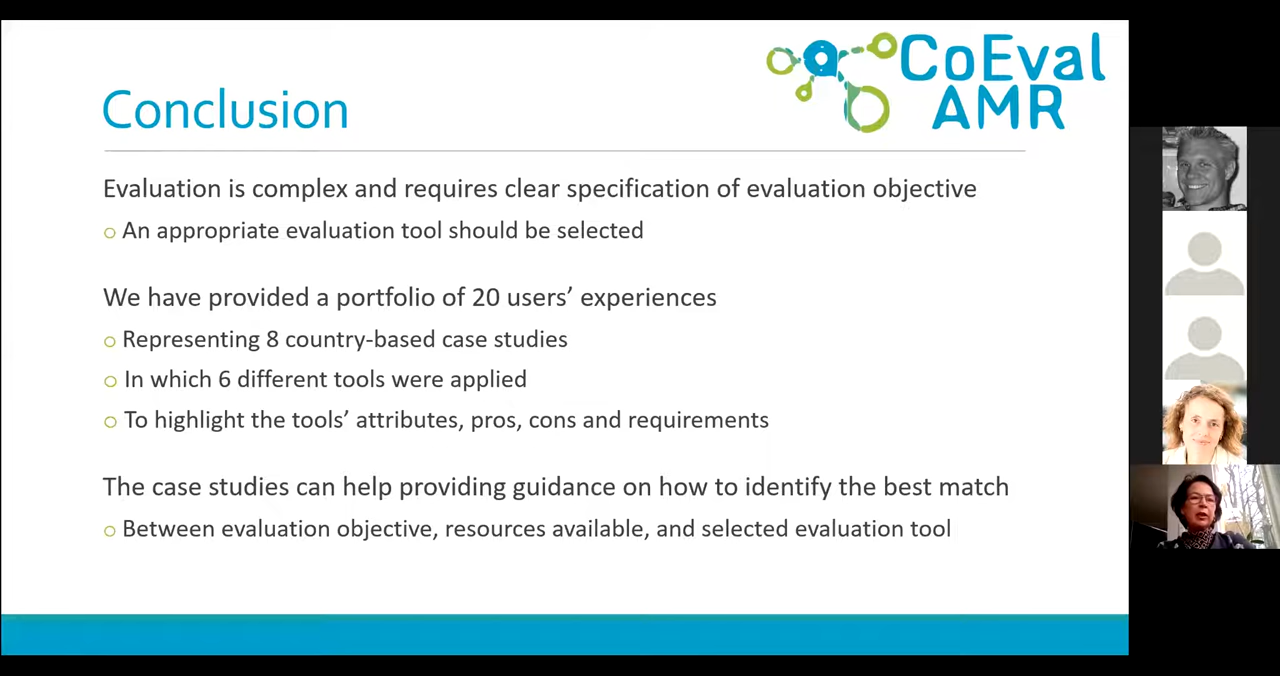 CoEval
AMR
Conclusion
Evaluation is complex and requires clear specification of evaluation objective
o An appropriate evaluation tool should be selected
We have provided a portfolio of 20 users’ experiences
o Representing 8 country-based case studies
o In which 6 different tools were applied
o To highlight the tools’ attributes, pros, cons and requirements
The case studies can help providing guidance on how to identify the best match
o Between evaluation objective, resources available, and selected evaluation tool